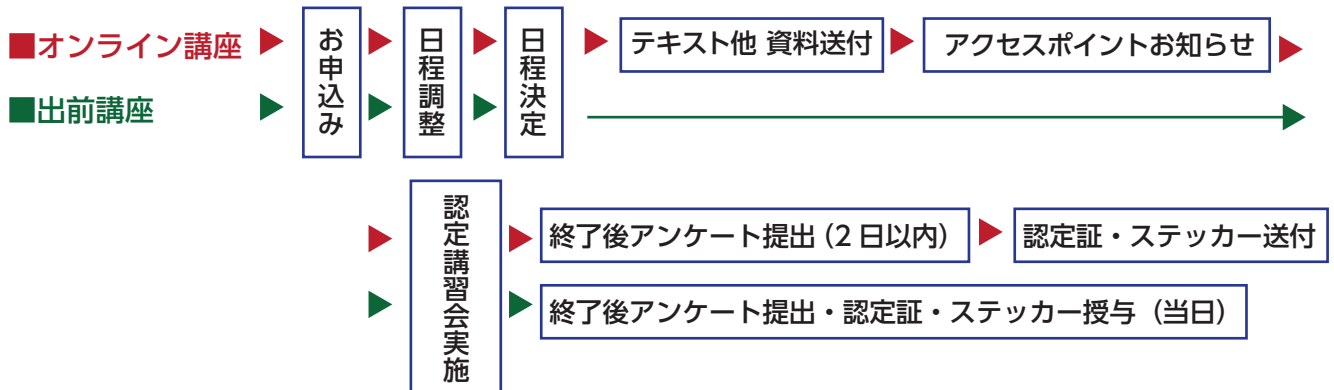 ■オンライン講座
■出前講座
お申込み
日程調整
日程決定
テキスト他 資料送付
アクセスポイントお知らせ
認定講習会実施
終了後アンケート提出（2日以内）
認定証・ステッカー送付
終了後アンケート提出・認定証・ステッカー授与（当日）